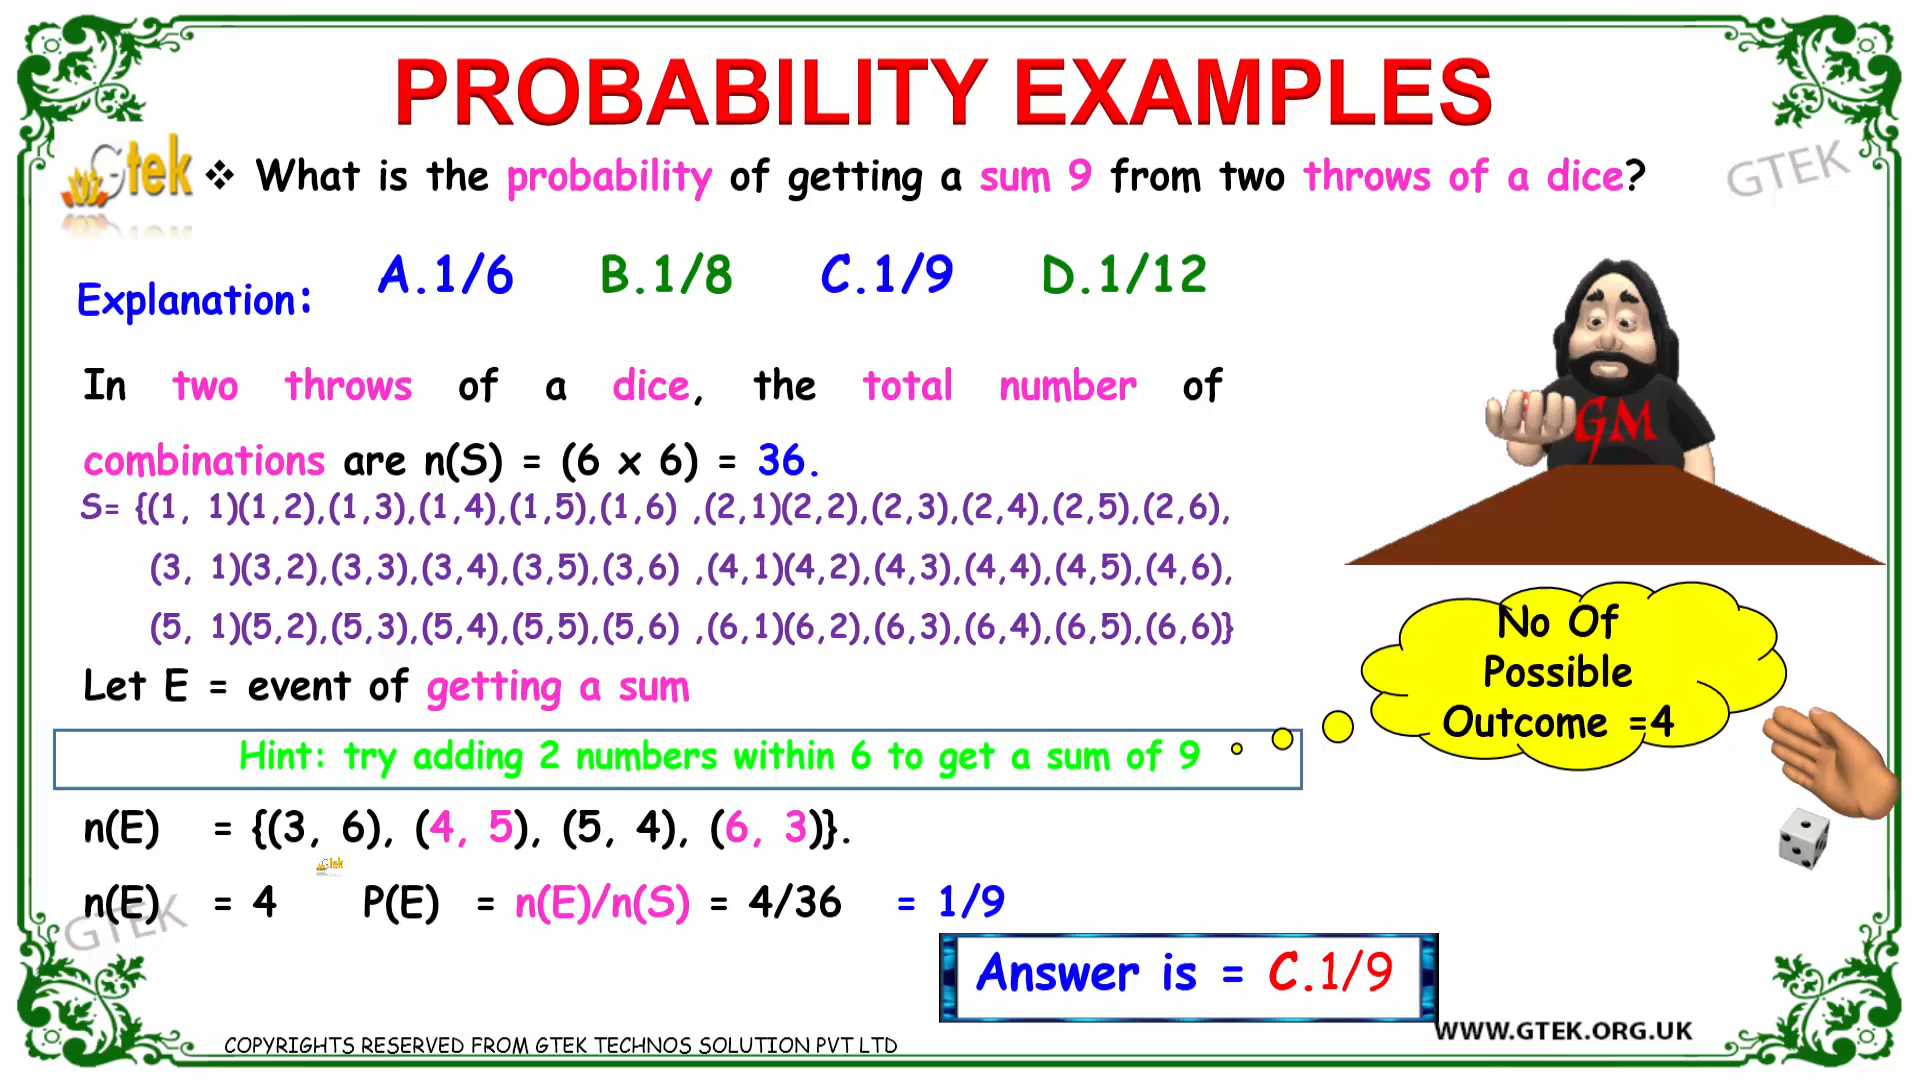 PROBABILITY EXAMPLES
Gtek
❖ What is the probability of getting a sum 9 from two throws of a dice?
GTEK
A.1/6 B.1/8 C.1/9 D.1/12
Explanation:
In two throws of a dice, the total number of
combinations are n(S) = (6 x 6) = 36.
S= {(1, 1)(1,2),(1,3),(1,4),(1,5),(1,6) ,(2,1)(2,2),(2,3),(2,4),(2,5),(2,6),
(3, 1)(3,2),(3,3),(3,4),(3,5),(3,6) ,(4,1)(4,2),(4,3),(4,4),(4,5),(4,6),
(5, 1)(5,2),(5,3),(5,4),(5,5),(5,6) ,(6,1)(6,2),(6,3),(6,4),(6,5),(6,6)}
GM
No Of
Possible
Outcome =4
Let E = event of getting a sum
Hint: try adding 2 numbers within 6 to get a sum of 9
n(E) = {(3, 6), (4, 5), (5, 4), (6, 3)}.
Gtek
n(E) = 4 P(E) = n(E)/n(S) = 4/36 = 1/9
GTEK
Answer is = C.1/9
WWW.GTEK.ORG.UK
COPYRIGHTS RESERVED FROM GTEK TECHNOS SOLUTION PVT LTD